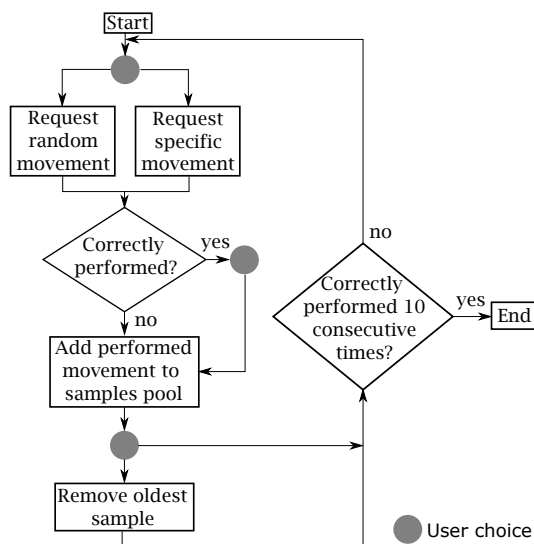 Start
Request
random
movement
Request
specific
movement
Correctly
performed?
yes
no
Add performed
movement to
samples pool
Remove oldest
sample
no
Correctly
performed 10
consecutive
times?
yes
End
User choice